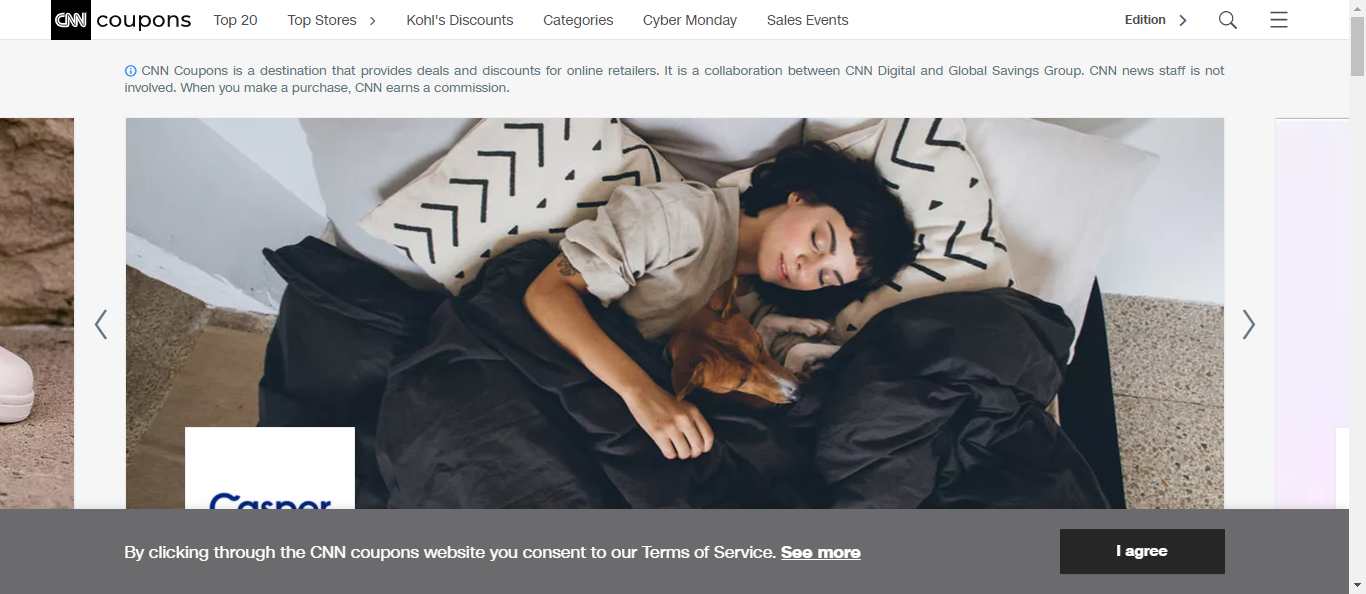 CNN coupons Top 20 Top Stores Kohl's Discounts Categories Cyber Monday Sales Events Edition
CNN Coupons is a destination that provides deals and discounts for online retailers. It is a collaboration between CNN Digital and Global Savings Group. CNN news staff is not
involved. When you make a purchase, CNN earns a commission.
Casper
By clicking through the CNN coupons website you consent to our Terms of Service. See more I agree